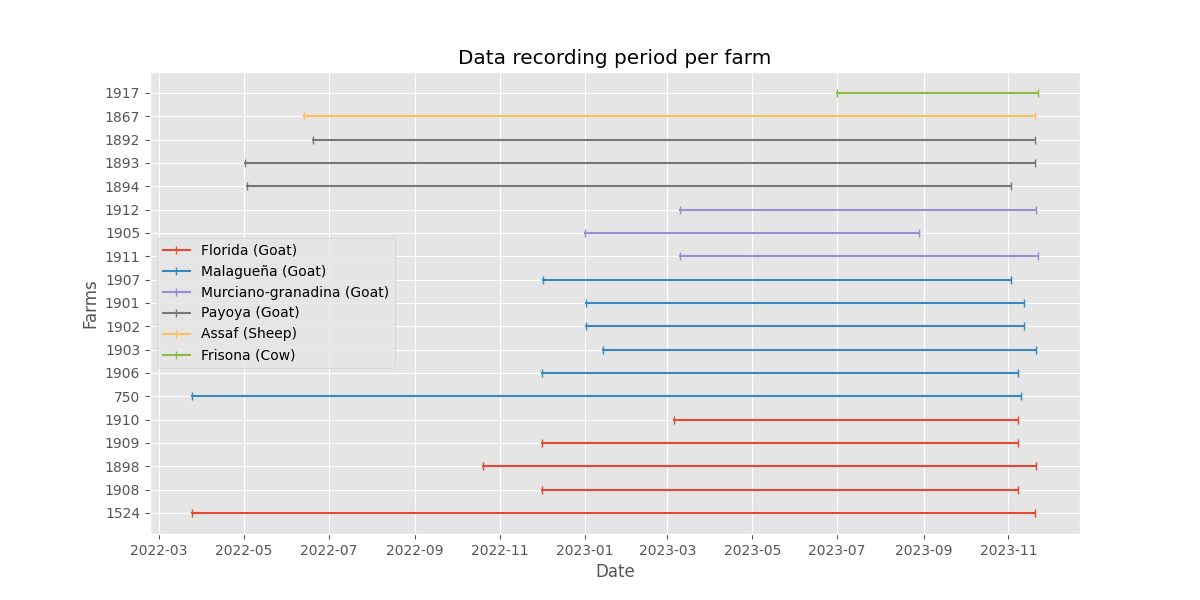 Data recording period per farm
1917
1867
1892
1893
1894
1912
1905
1911
1907
1901
1902
1903
1906
750
1910
1909
1898
1908
1524
Farms
Florida (Goat)
Malagueña (Goat)
Murciano-granadina (Goat)
Payoya (Goat)
Assaf (Sheep)
Frisona (Cow)
2022-03 2022-05 2022-07 2022-09 2022-11 2023-01 2023-03 2023-05 2023-07 2023-09 2023-11
Date